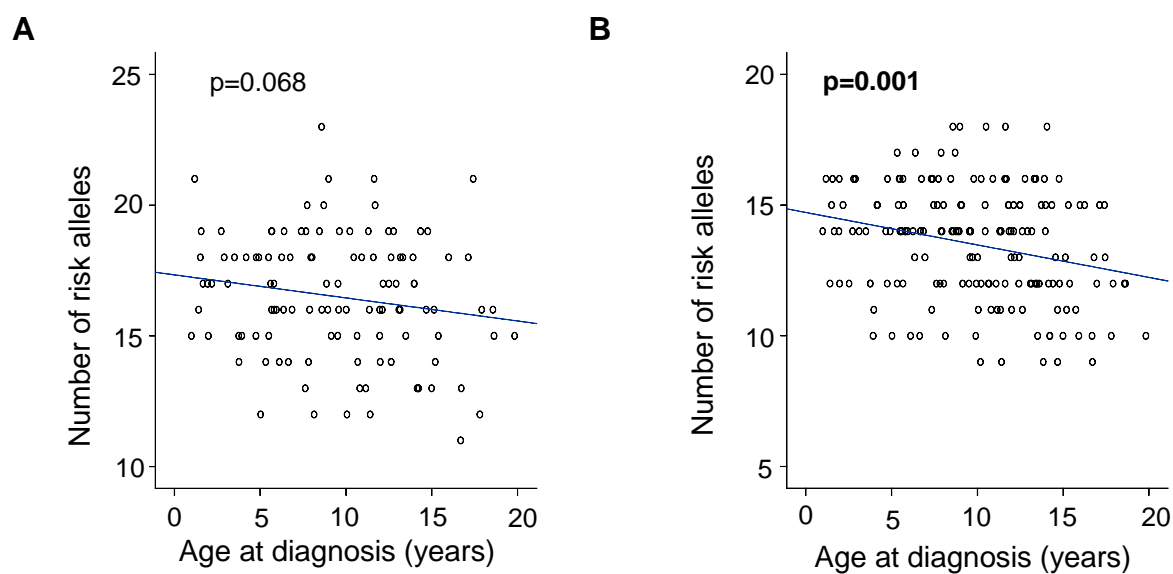 A
p=0.068
25
20
15
10
Number of risk alleles
0 5 10 15 20
Age at diagnosis (years)
B
p=0.001
20
15
10
5
Number of risk alleles
0 5 10 15 20
Age at diagnosis (years)